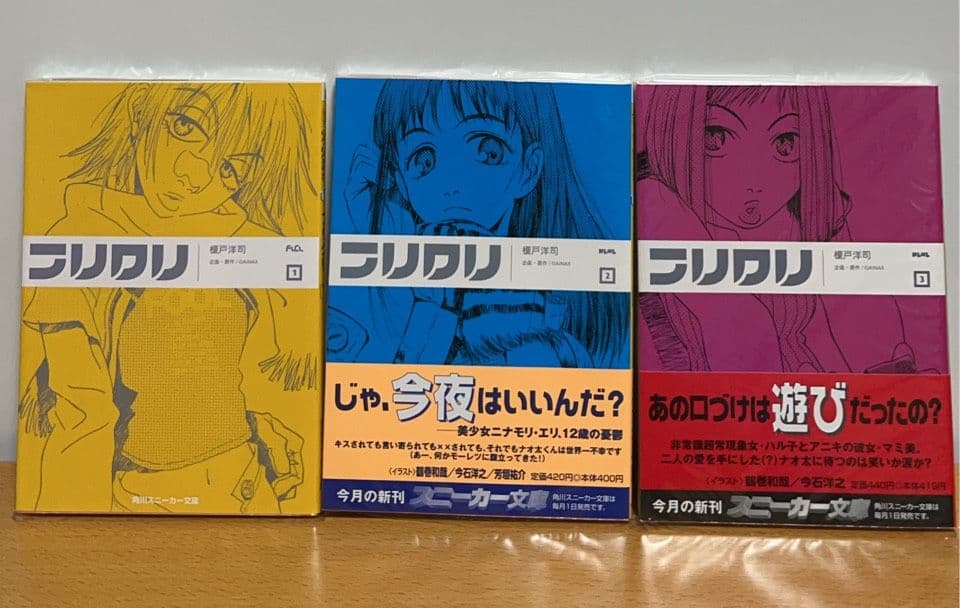 フリクリ
榎戸洋司
企画・原作/GAINAX
FLCL
1
角川スニーカー文庫
フリクリ
榎戸洋司
企画・原作/GAINAX
FLCL
2
じゃ、今夜はいいんだ?
──美少女ニナモリ・エリ、12歳の憂鬱
キスされても言い寄られても××されても、それでもナオ太くんは世界一不幸です
(あー、何かモーレツに腹立ってきた!)
〈イラスト〉鶴巻和哉/今石洋之/芳垣祐介 定価420円◎本体400円
今月の新刊 スニーカー文庫 角川スニーカー文庫は
毎月1日発売です。
フリクリ
榎戸洋司
企画・原作/GAINAX
FLCL
3
あの口づけは遊びだったの?
非常識超常現象女・ハル子とアニキの彼女・マミ美。
二人の愛を手にした(?)ナオ太に待つのは笑いか涙か?
〈イラスト〉鶴巻和哉/今石洋之 定価440円◎本体419円
今月の新刊 スニーカー文庫 角川スニーカー文庫は
毎月1日発売です。